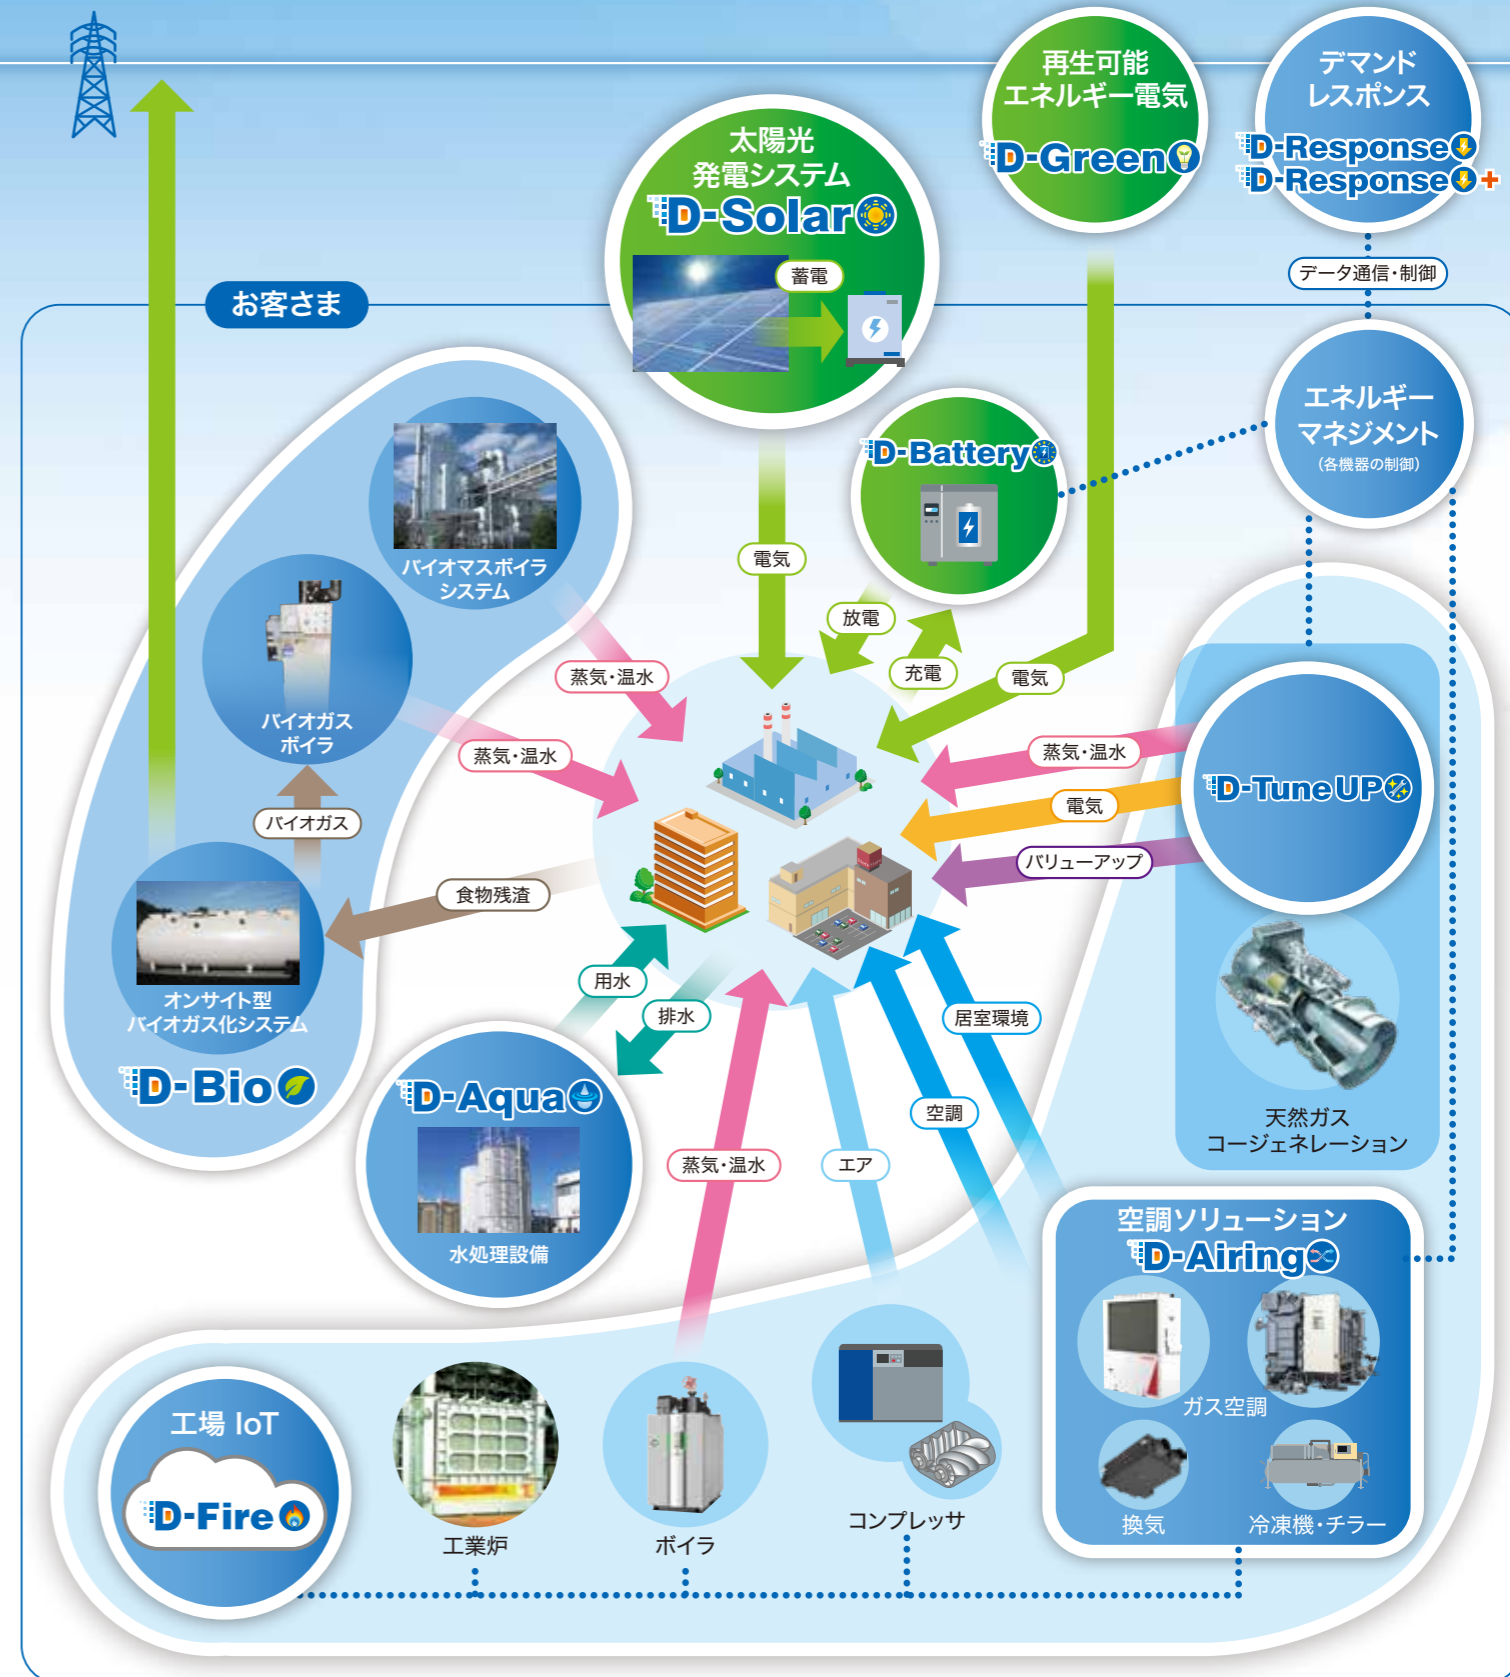 再生可能
エネルギー電気
D-Green
デマンド
レスポンス
D-Response
D-Response+
太陽光
発電システム
D-Solar
蓄電
データ通信・制御
お客さま
エネルギー
マネジメント
(各機器の制御)
D-Battery
バイオマスボイラ
システム
電気
放電
充電
電気
蒸気・温水
バイオガス
ボイラ
蒸気・温水
蒸気・温水
電気
バリューアップ
D-Tune UP
バイオガス
食物残渣
オンサイト型
バイオガス化システム
D-Bio
用水
排水
居室環境
空調
天然ガス
コージェネレーション
D-Aqua
水処理設備
蒸気・温水
エア
空調ソリューション
D-Airing
ガス空調
換気
冷凍機・チラー
工場 IoT
D-Fire
工業炉
ボイラ
コンプレッサ